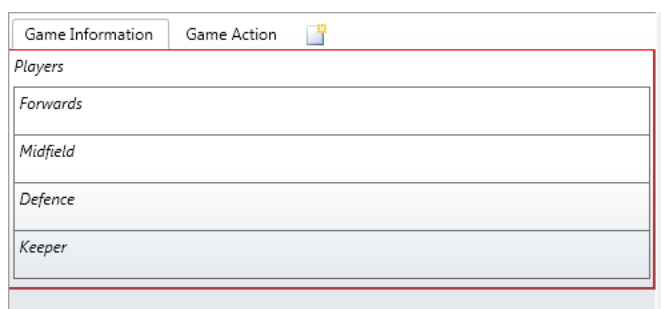 Game Information Game Action
Players
Forwards
Midfield
Defence
Keeper